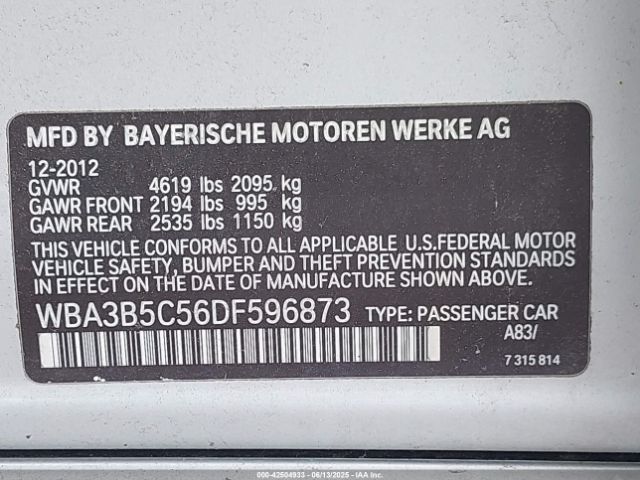 MFD BY BAYERISCHE MOTOREN WERKE AG
12-2012
GVWR 4619 lbs 2095 kg
GAWR FRONT 2194 lbs 995 kg
GAWR REAR 2535 lbs 1150 kg
THIS VEHICLE CONFORMS TO ALL APPLICABLE U.S.FEDERAL MOTOR
VEHICLE SAFETY, BUMPER AND THEFT PREVENTION STANDARDS
IN EFFECT ON THE DATE OF MANUFACTURE SHOWN ABOVE.
WBA3B5C56DF596873 TYPE: PASSENGER CAR
A83/
7 315 814
000-42504933 - 06/13/2025 - IAA Inc.